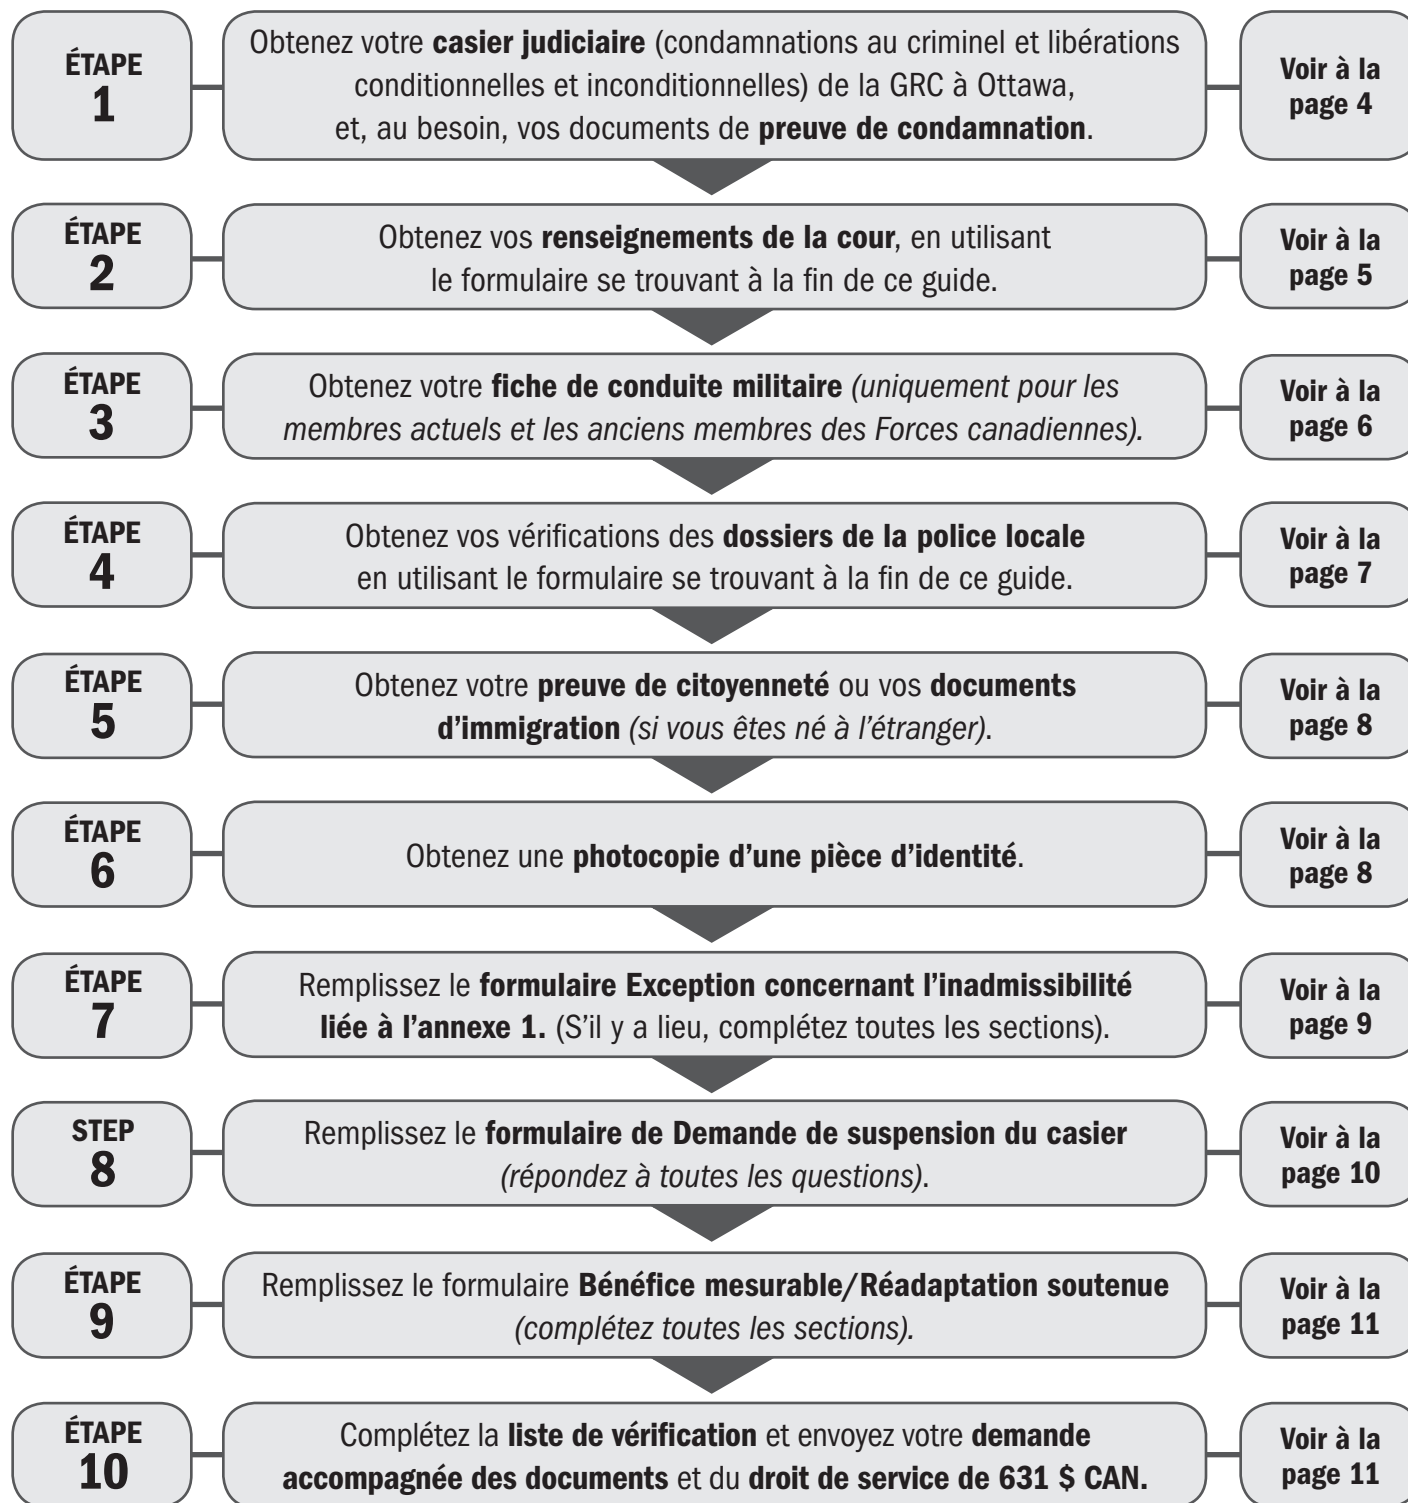 ÉTAPE
1
Obtenez votre casier judiciaire (condamnations au criminel et libérations
conditionnelles et inconditionnelles) de la GRC à Ottawa,
et, au besoin, vos documents de preuve de condamnation.
Voir à la
page 4
ÉTAPE
2
Obtenez vos renseignements de la cour, en utilisant
le formulaire se trouvant à la fin de ce guide.
Voir à la
page 5
ÉTAPE
3
Obtenez votre fiche de conduite militaire (uniquement pour les
membres actuels et les anciens membres des Forces canadiennes).
Voir à la
page 6
ÉTAPE
4
Obtenez vos vérifications des dossiers de la police locale
en utilisant le formulaire se trouvant à la fin de ce guide.
Voir à la
page 7
ÉTAPE
5
Obtenez votre preuve de citoyenneté ou vos documents
d'immigration (si vous êtes né à l'étranger).
Voir à la
page 8
ÉTAPE
6
Obtenez une photocopie d'une pièce d'identité.
Voir à la
page 8
ÉTAPE
7
Remplissez le formulaire Exception concernant l'inadmissibilité
liée à l'annexe 1. (S'il y a lieu, complétez toutes les sections).
Voir à la
page 9
STEP
8
Remplissez le formulaire de Demande de suspension du casier
(répondez à toutes les questions).
Voir à la
page 10
ÉTAPE
9
Remplissez le formulaire Bénéfice mesurable/Réadaptation soutenue
(complétez toutes les sections).
Voir à la
page 11
ÉTAPE
10
Complétez la liste de vérification et envoyez votre demande
accompagnée des documents et du droit de service de 631 $ CAN.
Voir à la
page 11